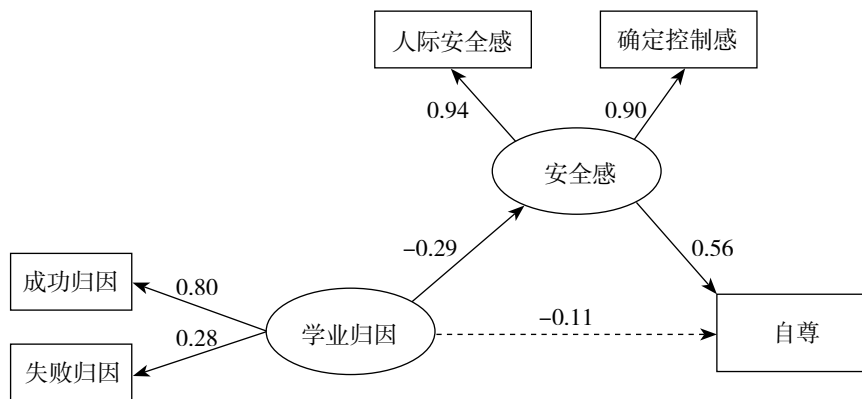 人际安全感
确定控制感
0.94
0.90
安全感
-0.29
0.56
成功归因
0.80
学业归因
-0.11
自尊
0.28
失败归因